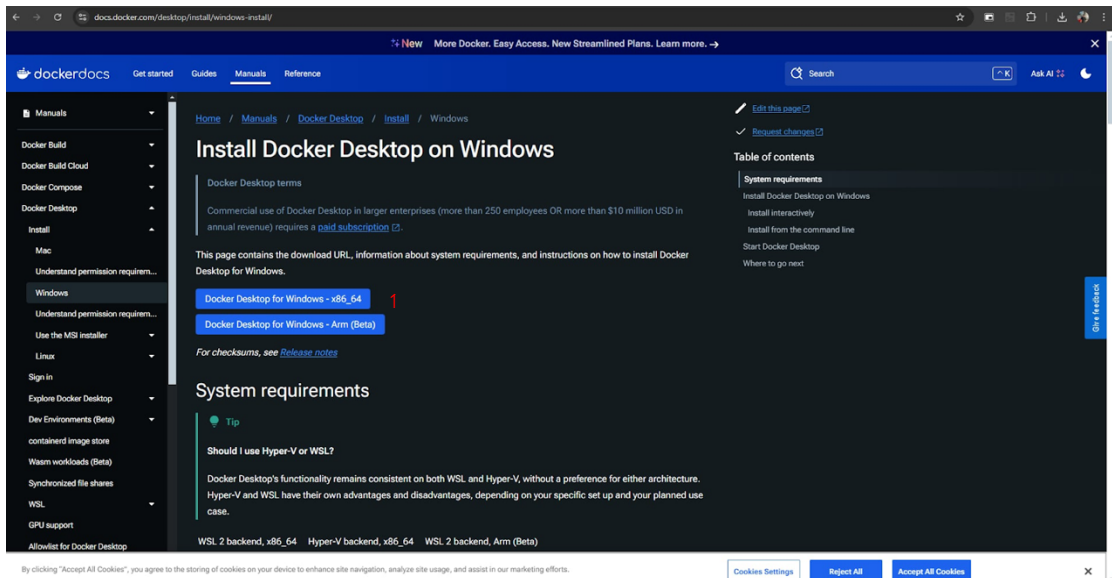 docs.docker.com/desktop/install/windows-install/
New More Docker. Easy Access. New Streamlined Plans. Learn more. →
dockerdocs Get started Guides Manuals Reference
Search ^K Ask AI
Manuals
Docker Build
Docker Build Cloud
Docker Compose
Docker Desktop
Install
Mac
Understand permission requirem...
Windows
Understand permission requirem...
Use the MSI installer
Linux
Sign in
Explore Docker Desktop
Dev Environments (Beta)
containerd image store
Wasm workloads (Beta)
Synchronized file shares
WSL
GPU support
Allowlist for Docker Desktop
Home / Manuals / Docker Desktop / Install / Windows
Install Docker Desktop on Windows
Docker Desktop terms
Commercial use of Docker Desktop in larger enterprises (more than 250 employees OR more than $10 million USD in
annual revenue) requires a paid subscription.
This page contains the download URL, information about system requirements, and instructions on how to install Docker
Desktop for Windows.
Docker Desktop for Windows - x86_64 1
Docker Desktop for Windows - Arm (Beta)
For checksums, see Release notes
System requirements
Tip
Should I use Hyper-V or WSL?
Docker Desktop's functionality remains consistent on both WSL and Hyper-V, without a preference for either architecture.
Hyper-V and WSL have their own advantages and disadvantages, depending on your specific set up and your planned use
case.
WSL 2 backend, x86_64 Hyper-V backend, x86_64 WSL 2 backend, Arm (Beta)
Edit this page
Request changes
Table of contents
System requirements
Install Docker Desktop on Windows
Install interactively
Install from the command line
Start Docker Desktop
Where to go next
Give feedback
By clicking "Accept All Cookies", you agree to the storing of cookies on your device to enhance site navigation, analyze site usage, and assist in our marketing efforts.
Cookies Settings Reject All Accept All Cookies